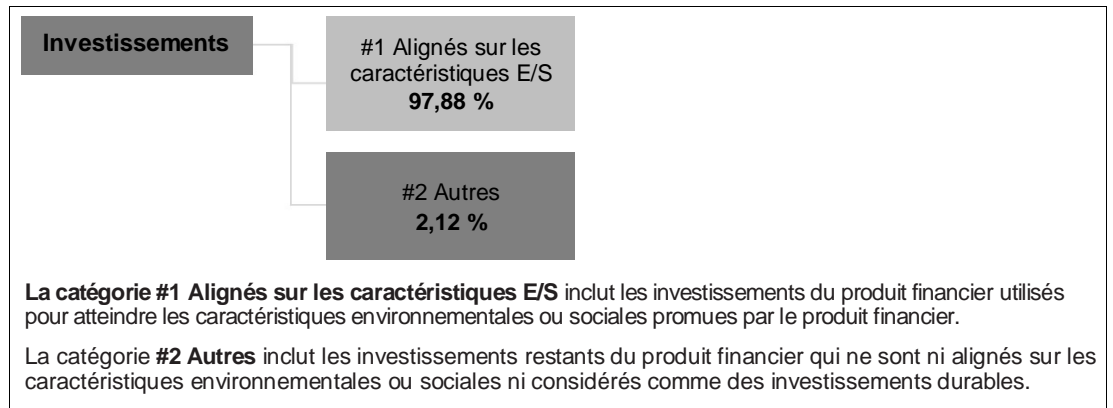 Investissements
#1 Alignés sur les
caractéristiques E/S
97,88 %
#2 Autres
2,12 %
La catégorie #1 Alignés sur les caractéristiques E/S inclut les investissements du produit financier utilisés
pour atteindre les caractéristiques environnementales ou sociales promues par le produit financier.
La catégorie #2 Autres inclut les investissements restants du produit financier qui ne sont ni alignés sur les
caractéristiques environnementales ou sociales ni considérés comme des investissements durables.